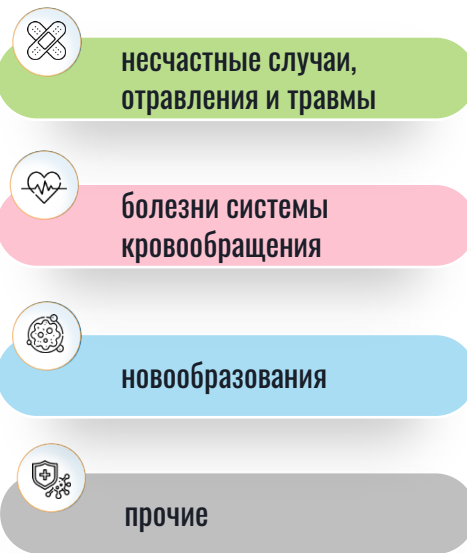 несчастные случаи,
отравления и травмы
болезни системы
кровообращения
новообразования
прочие